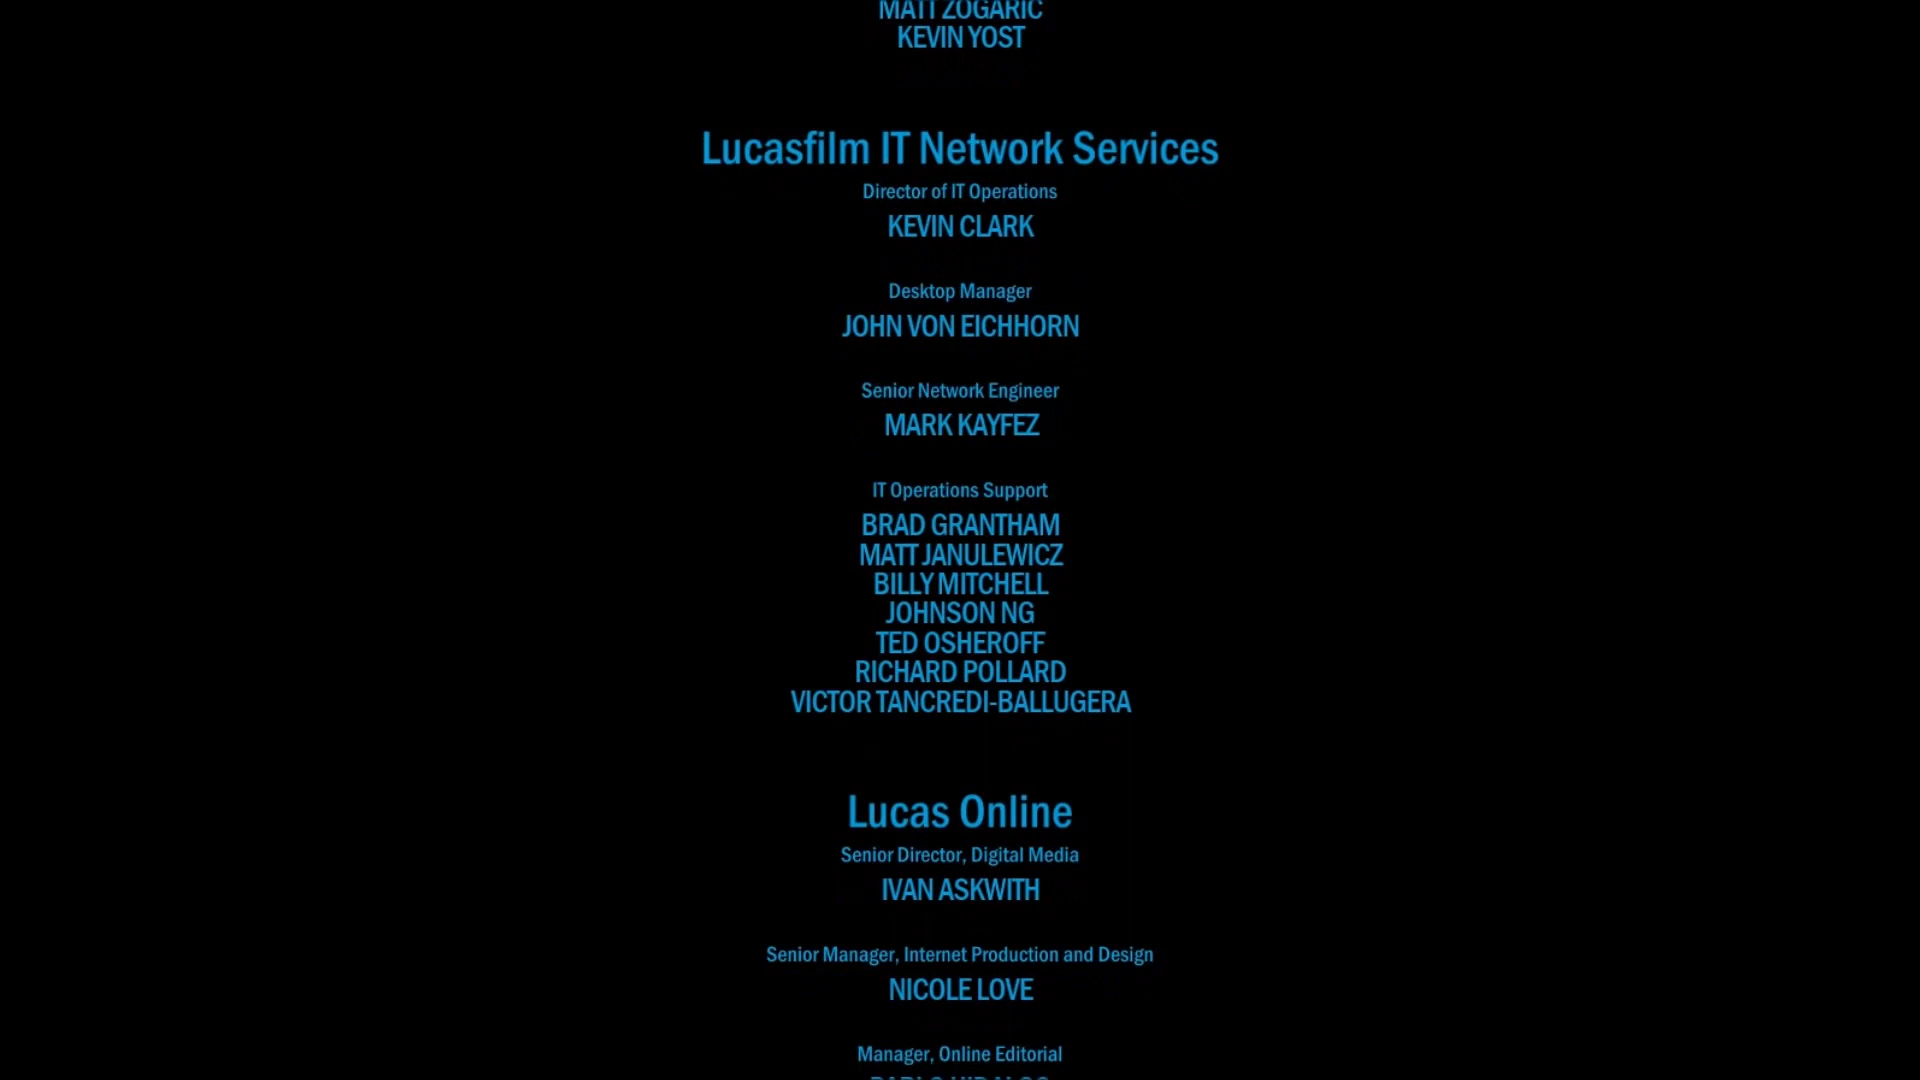 MATT ZOGARIC
KEVIN YOST
Lucasfilm IT Network Services
Director of IT Operations
KEVIN CLARK
Desktop Manager
JOHN VON EICHHORN
Senior Network Engineer
MARK KAYFEZ
IT Operations Support
BRAD GRANTHAM
MATT JANULEWICZ
BILLY MITCHELL
JOHNSON NG
TED OSHEROFF
RICHARD POLLARD
VICTOR TANCREDI-BALLUGERA
Lucas Online
Senior Director, Digital Media
IVAN ASKWITH
Senior Manager, Internet Production and Design
NICOLE LOVE
Manager, Online Editorial